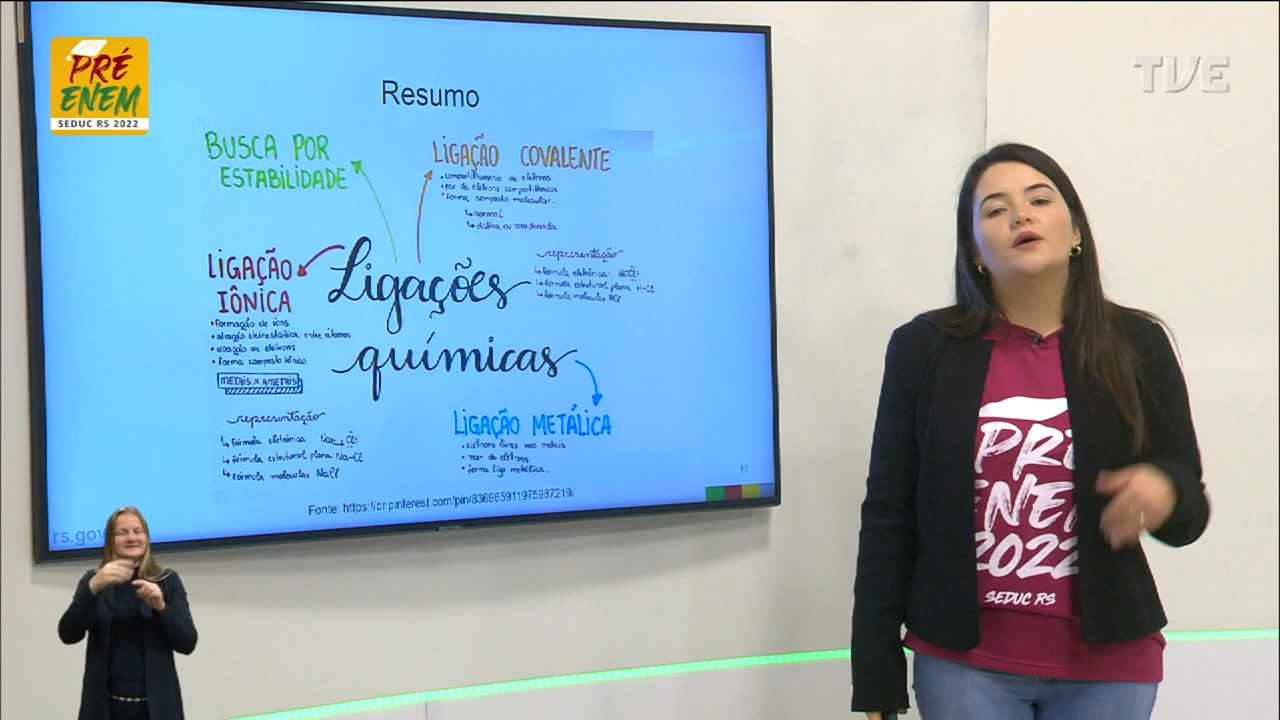 PRÉ
ENEM
SEDUC RS 2022
TVE
Resumo
BUSCA POR
ESTABILIDADE
LIGAÇÃO COVALENTE
• compartilhamento de elétrons
• par de elétrons compartilhados
• forma composto molecular.
↳ normal
↳ dativa ou coordenada
representação
↳ fórmula eletrônica:
↳ fórmula estrutural plana H-Cl
↳ fórmula molecular HCl
LIGAÇÃO
IÔNICA
• formação de íons
• atração eletrostática entre átomos
• doação de elétrons
• forma composto iônico
METAIS X AMETAIS
representação
↳ fórmula eletrônica
↳ fórmula estrutural plana Na-Cl
↳ fórmula molecular NaCl
Ligações
químicas
LIGAÇÃO METÁLICA
• elétrons livres nos metais
• mar de elétrons
• forma liga metálica.
15
Fonte: https://br.pinterest.com/pin/836965911975987219/
rs.gov
PRÉ
ENEM
2022
SEDUC RS